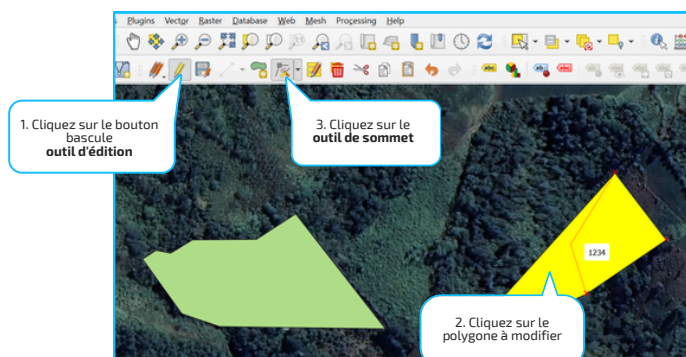 Plugins Vector Raster Database Web Mesh Processing Help
1. Cliquez sur le bouton
bascule
outil d'édition
3. Cliquez sur le
outil de sommet
1234
2. Cliquez sur le
polygone à modifier